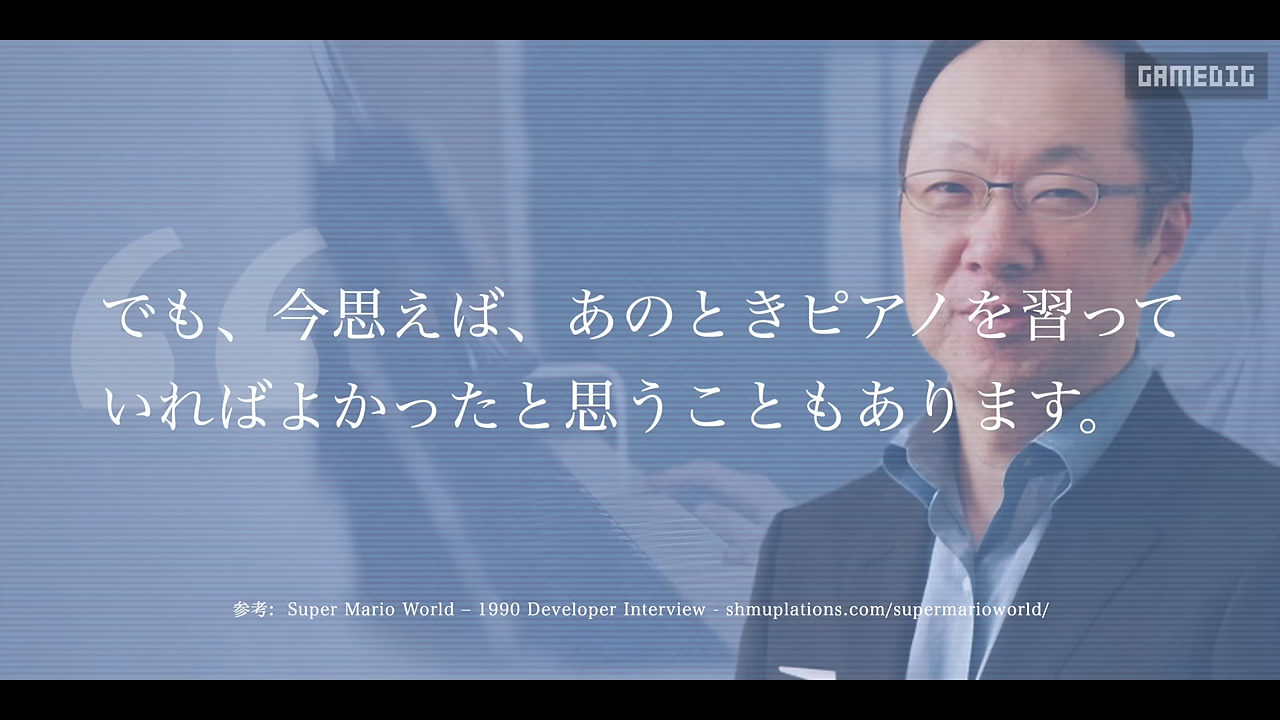 GAMEDIG
でも、今思えば、あのときピアノを習って
いればよかったと思うこともあります。
参考: Super Mario World – 1990 Developer Interview - shmuplations.com/supermarioworld/